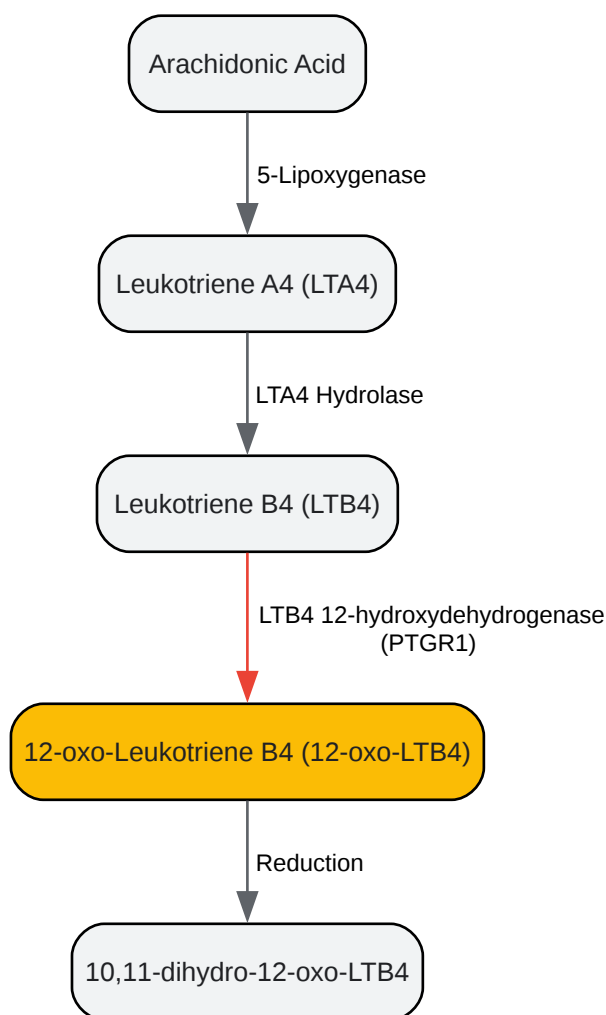 Arachidonic Acid
5-Lipoxygenase
Leukotriene A4 (LTA4)
LTA4 Hydrolase
Leukotriene B4 (LTB4)
LTB4 12-hydroxydehydrogenase
(PTGR1)
12-oxo-Leukotriene B4 (12-oxo-LTB4)
Reduction
10,11-dihydro-12-oxo-LTB4